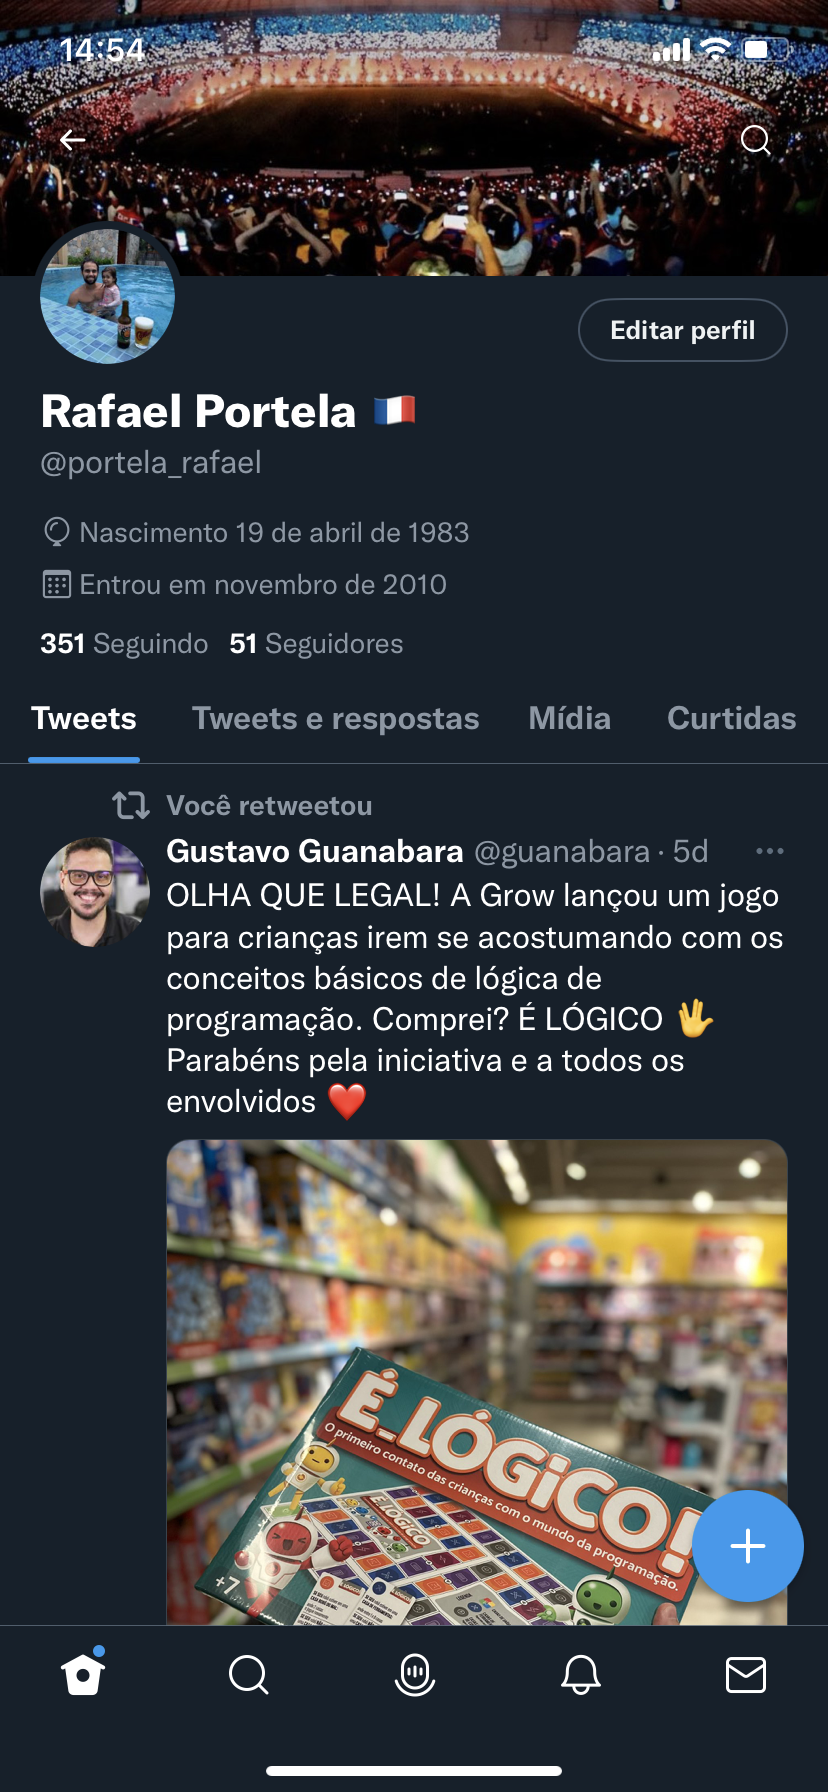 14:54
Editar perfil
Rafael Portela 🇫🇷
@portela_rafael
Nascimento 19 de abril de 1983
Entrou em novembro de 2010
351 Seguindo 51 Seguidores
Tweets Tweets e respostas Mídia Curtidas
Você retweetou
Gustavo Guanabara @guanabara · 5d
OLHA QUE LEGAL! A Grow lançou um jogo
para crianças irem se acostumando com os
conceitos básicos de lógica de
programação. Comprei? É LÓGICO 🖖
Parabéns pela iniciativa e a todos os
envolvidos ❤️
É LÓGiCO!
O primeiro contato das crianças com o mundo da programação.
É LÓGICO
+7